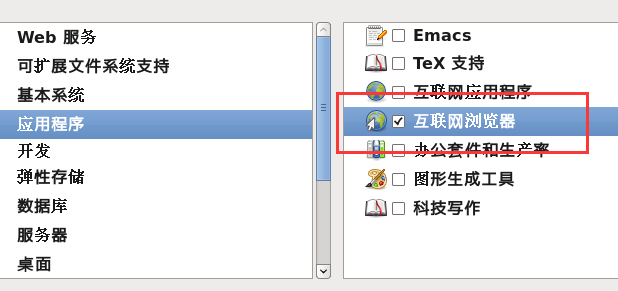 Web 服务
可扩展文件系统支持
基本系统
应用程序
开发
弹性存储
数据库
服务器
桌面
Emacs
TeX 支持
互联网应用程序
互联网浏览器
办公套件和生产率
图形生成工具
科技写作